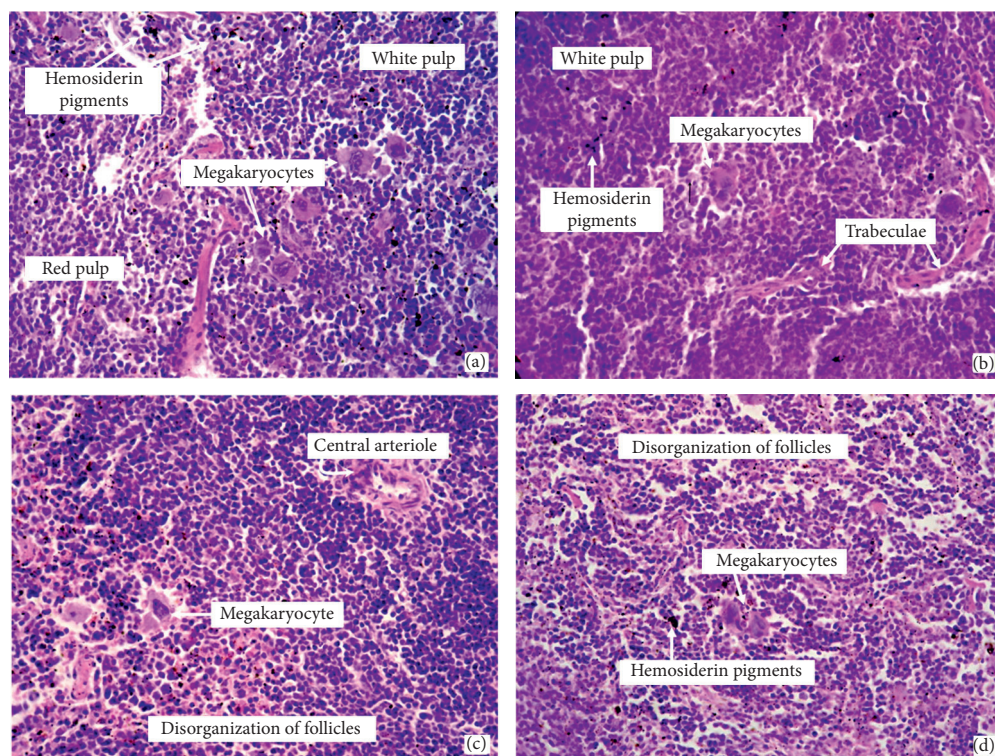 Hemosiderin
pigments
White pulp
Megakaryocytes
Red pulp
(a)
White pulp
Megakaryocytes
Hemosiderin
pigments
Trabeculae
(b)
Central arteriole
Megakaryocyte
Disorganization of follicles
(c)
Disorganization of follicles
Megakaryocytes
Hemosiderin pigments
(d)